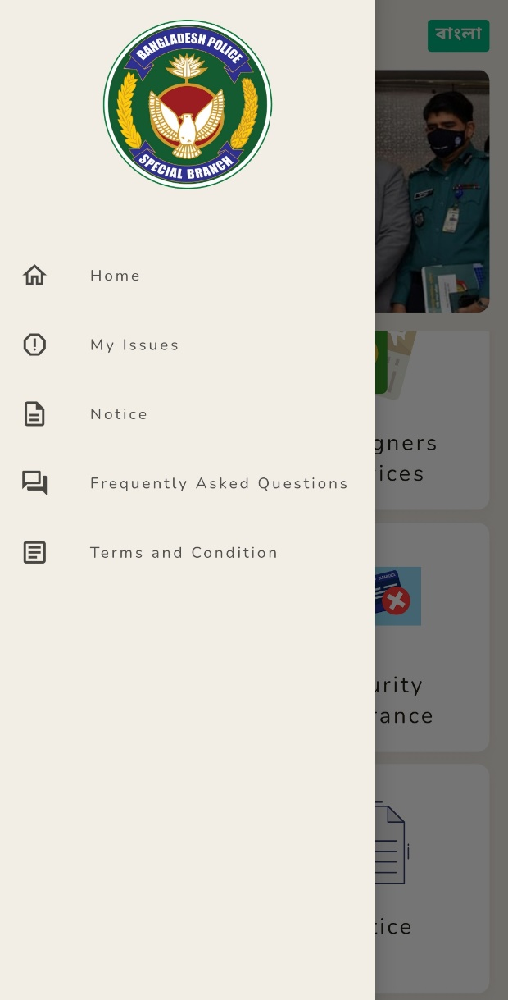 BANGLADESH POLICE
SPECIAL BRANCH
বাংলা
Home
My Issues
Notice
Frequently Asked Questions
Terms and Condition
gners
ices
urity
rance
tice